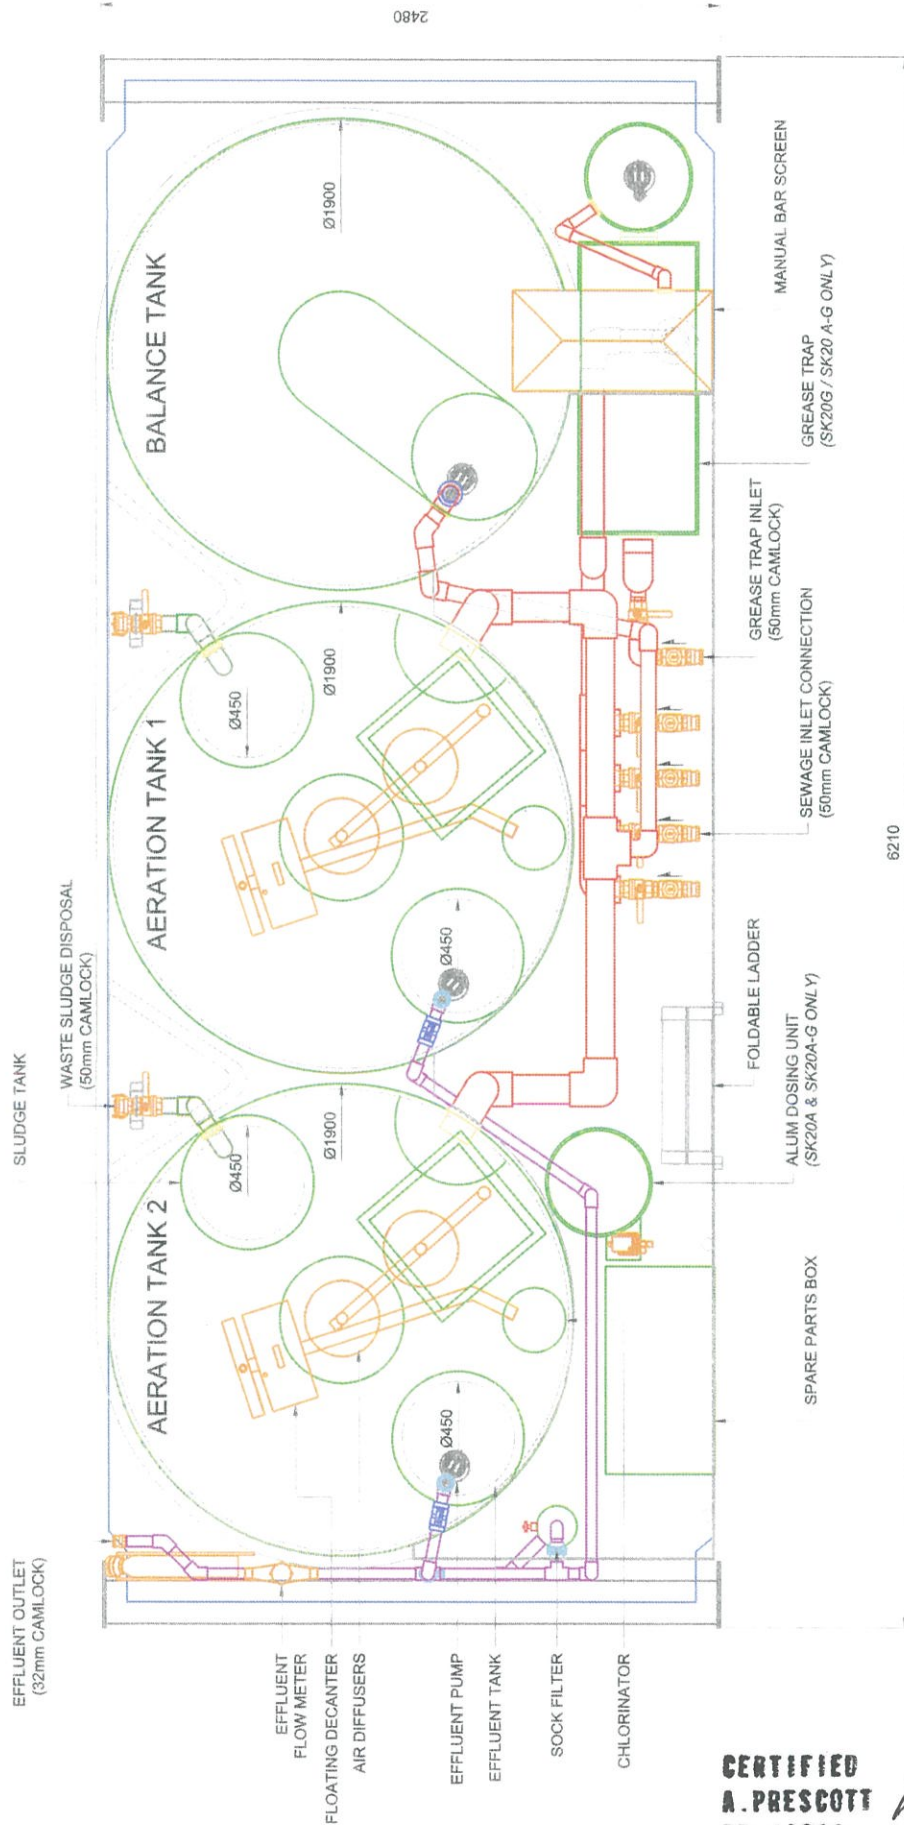 2480
EFFLUENT OUTLET
(32mm CAMLOCK)
SLUDGE TANK
WASTE SLUDGE DISPOSAL
(50mm CAMLOCK)
AERATION TANK 2
AERATION TANK 1
BALANCE TANK
Ø450
Ø1900
Ø450
Ø1900
Ø1900
Ø450
Ø450
EFFLUENT
FLOW METER
FLOATING DECANTER
AIR DIFFUSERS
EFFLUENT PUMP
EFFLUENT TANK
SOCK FILTER
CHLORINATOR
SPARE PARTS BOX
ALUM DOSING UNIT
(SK20A & SK20A-G ONLY)
FOLDABLE LADDER
SEWAGE INLET CONNECTION
(50mm CAMLOCK)
GREASE TRAP INLET
(50mm CAMLOCK)
GREASE TRAP
(SK20G / SK20 A-G ONLY)
MANUAL BAR SCREEN
6210
CERTIFIED
A.PRESCOTT